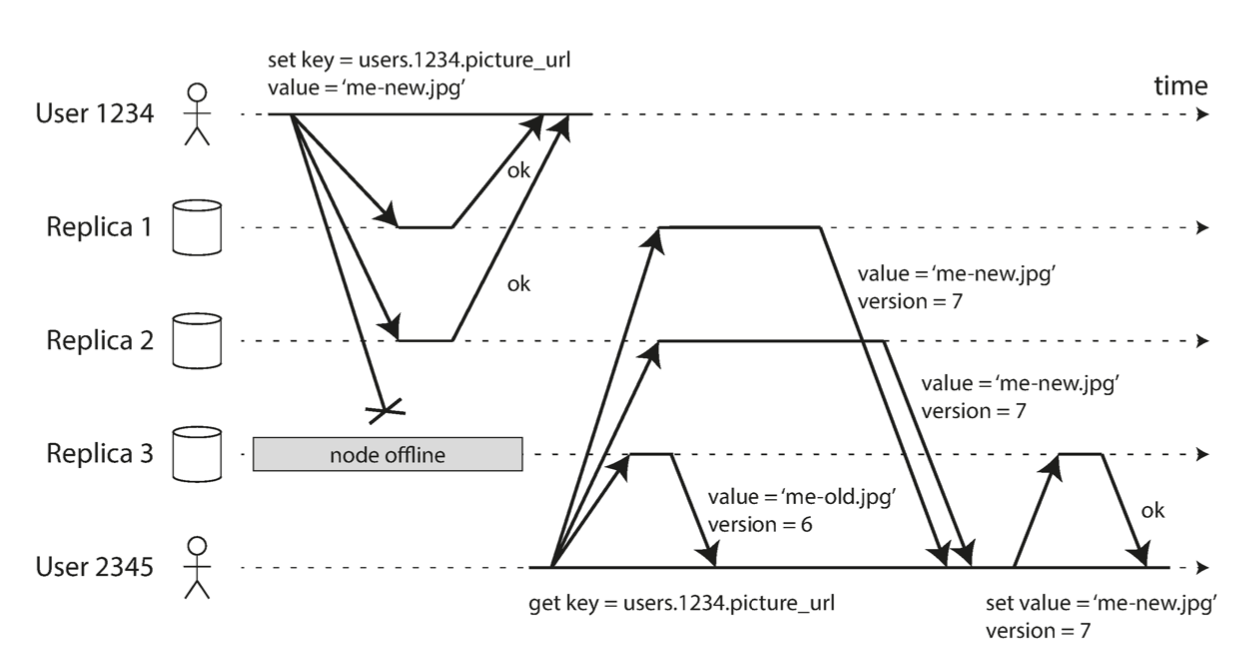 set key = users.1234.picture_url
value = ‘me-new.jpg’
time
User 1234
ok
Replica 1
value = ‘me-new.jpg’
version = 7
ok
Replica 2
value = ‘me-new.jpg’
version = 7
Replica 3
node offline
value = ‘me-old.jpg’
version = 6
ok
User 2345
get key = users.1234.picture_url
set value = ‘me-new.jpg’
version = 7